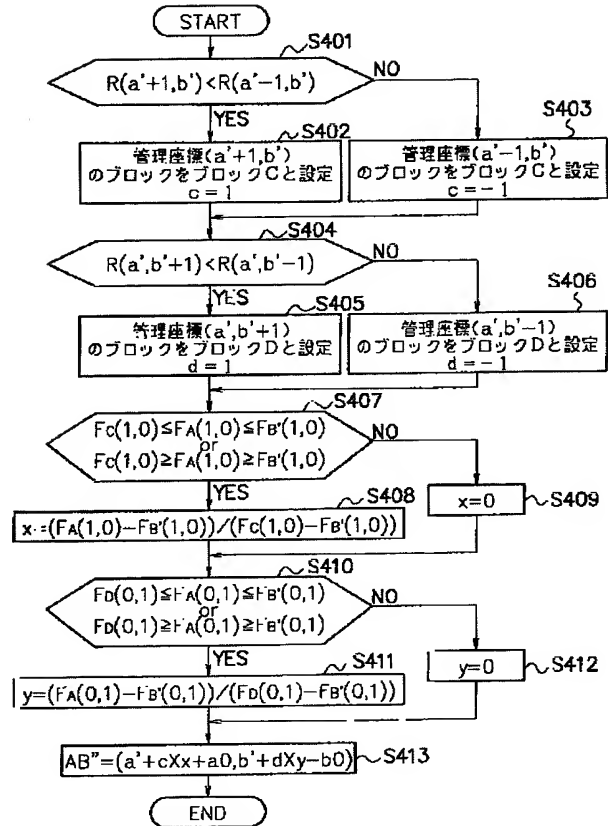 START
S401
R(a'+1,b')<R(a'-1,b')
NO
YES
S402
管理座標(a'+1,b')
のブロックをブロックCと設定
c=1
S403
管理座標(a'-1,b')
のブロックをブロックCと設定
c=-1
S404
R(a',b'+1)<R(a',b'-1)
NO
YES
S405
管理座標(a',b'+1)
のブロックをブロックDと設定
d=1
S406
管理座標(a',b'-1)
のブロックをブロックDと設定
d=-1
S407
FC(1,0)≦FA(1,0)≦FB'(1,0)
or
FC(1,0)≧FA(1,0)≧FB'(1,0)
NO
YES
S408
x=(FA(1,0)-FB'(1,0))/(FC(1,0)-FB'(1,0))
x=0
S409
S410
FD(0,1)≦FA(0,1)≦FB'(0,1)
or
FD(0,1)≧FA(0,1)≧FB'(0,1)
NO
YES
S411
y=(FA(0,1)-FB'(0,1))/(FD(0,1)-FB'(0,1))
y=0
S412
AB"=(a'+cXx+a0,b'+dXy-b0)
S413
END